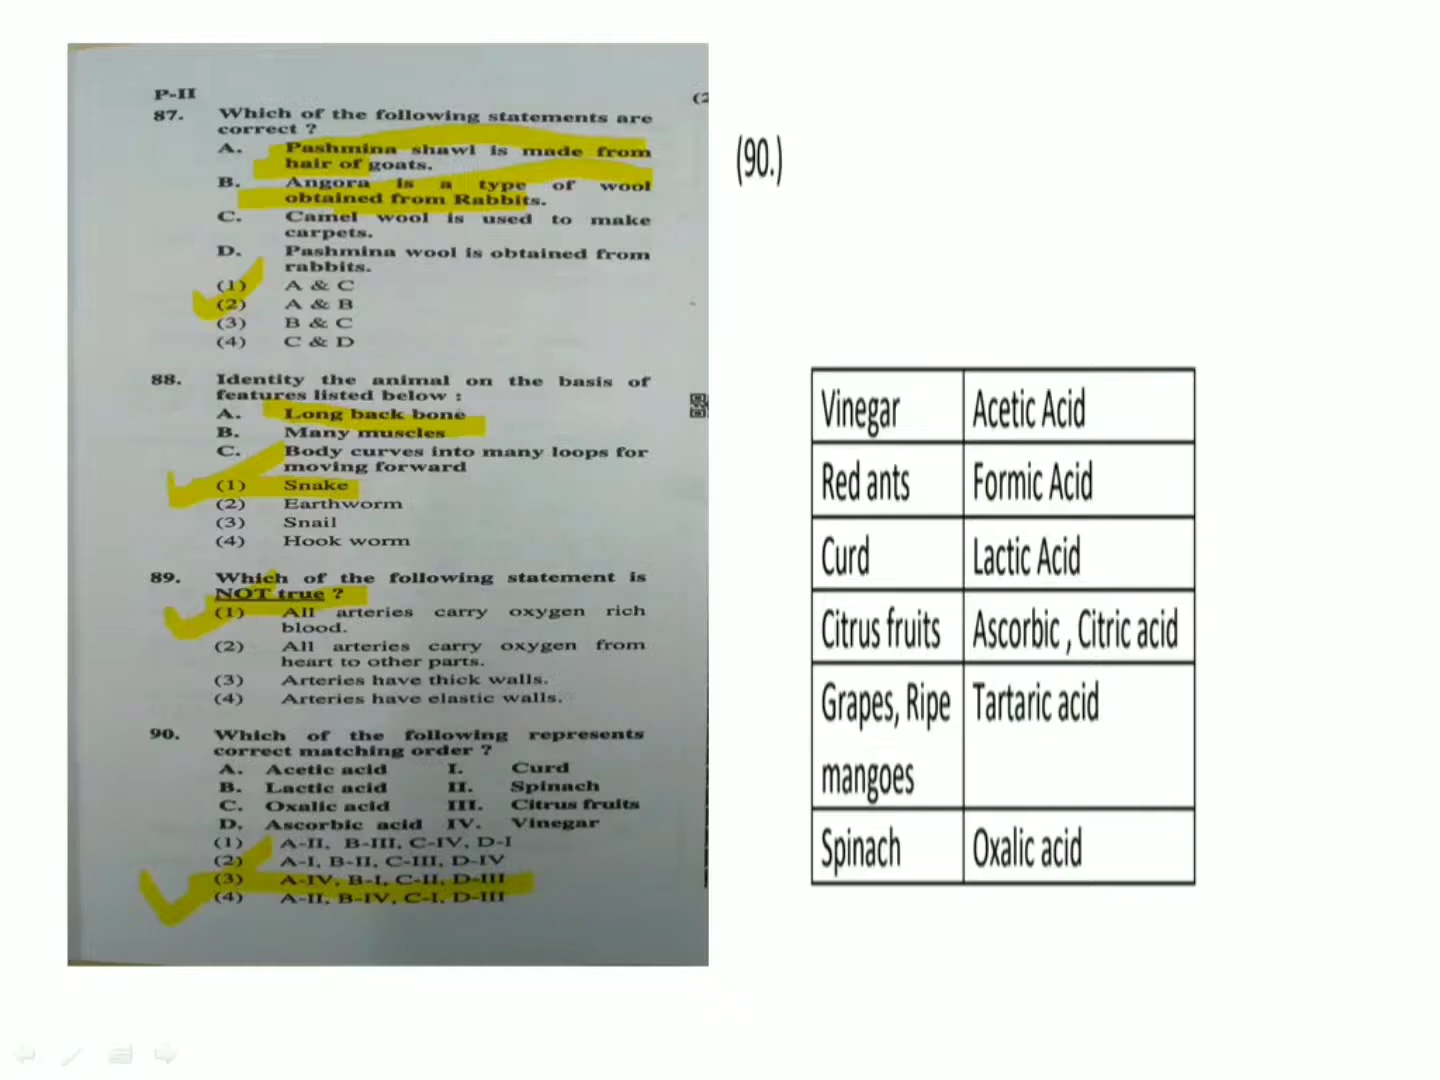 P-II
(2
87. Which of the following statements are
correct ?
A. Pashmina shawl is made from
hair of goats.
B. Angora is a type of wool
obtained from Rabbits.
C. Camel wool is used to make
carpets.
D. Pashmina wool is obtained from
rabbits.
(1) A & C
(2) A & B
(3) B & C
(4) C & D
88. Identity the animal on the basis of
features listed below :
A. Long back bone
B. Many muscles
C. Body curves into many loops for
moving forward
(1) Snake
(2) Earthworm
(3) Snail
(4) Hook worm
89. Which of the following statement is
NOT true ?
(1) All arteries carry oxygen rich
blood.
(2) All arteries carry oxygen from
heart to other parts.
(3) Arteries have thick walls.
(4) Arteries have elastic walls.
90. Which of the following represents
correct matching order ?
A. Acetic acid I. Curd
B. Lactic acid II. Spinach
C. Oxalic acid III. Citrus fruits
D. Ascorbic acid IV. Vinegar
(1) A-II, B-III, C-IV, D-I
(2) A-I, B-II, C-III, D-IV
(3) A-IV, B-I, C-II, D-III
(4) A-II, B-IV, C-I, D-III
(90.)
Vinegar Acetic Acid
Red ants Formic Acid
Curd Lactic Acid
Citrus fruits Ascorbic , Citric acid
Grapes, Ripe Tartaric acid
mangoes
Spinach Oxalic acid